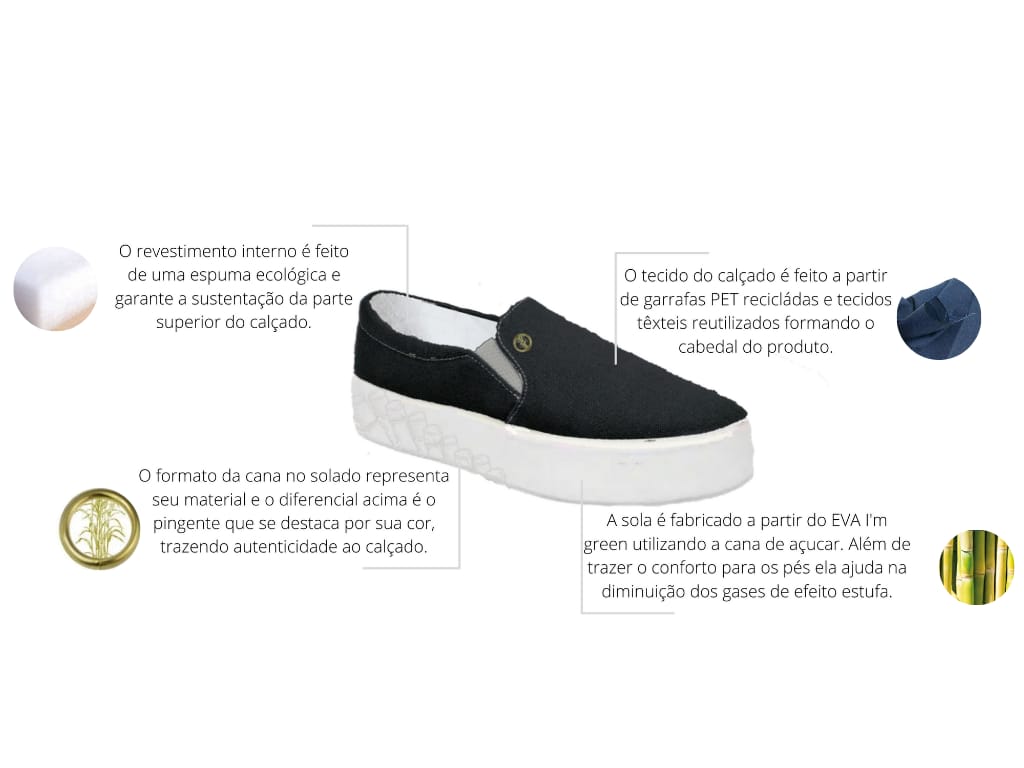 O revestimento interno é feito
de uma espuma ecológica e
garante a sustentação da parte
superior do calçado.
O tecido do calçado é feito a partir
de garrafas PET recicládas e tecidos
têxteis reutilizados formando o
cabedal do produto.
O formato da cana no solado representa
seu material e o diferencial acima é o
pingente que se destaca por sua cor,
trazendo autenticidade ao calçado.
A sola é fabricado a partir do EVA I'm
green utilizando a cana de açucar. Além de
trazer o conforto para os pés ela ajuda na
diminuição dos gases de efeito estufa.